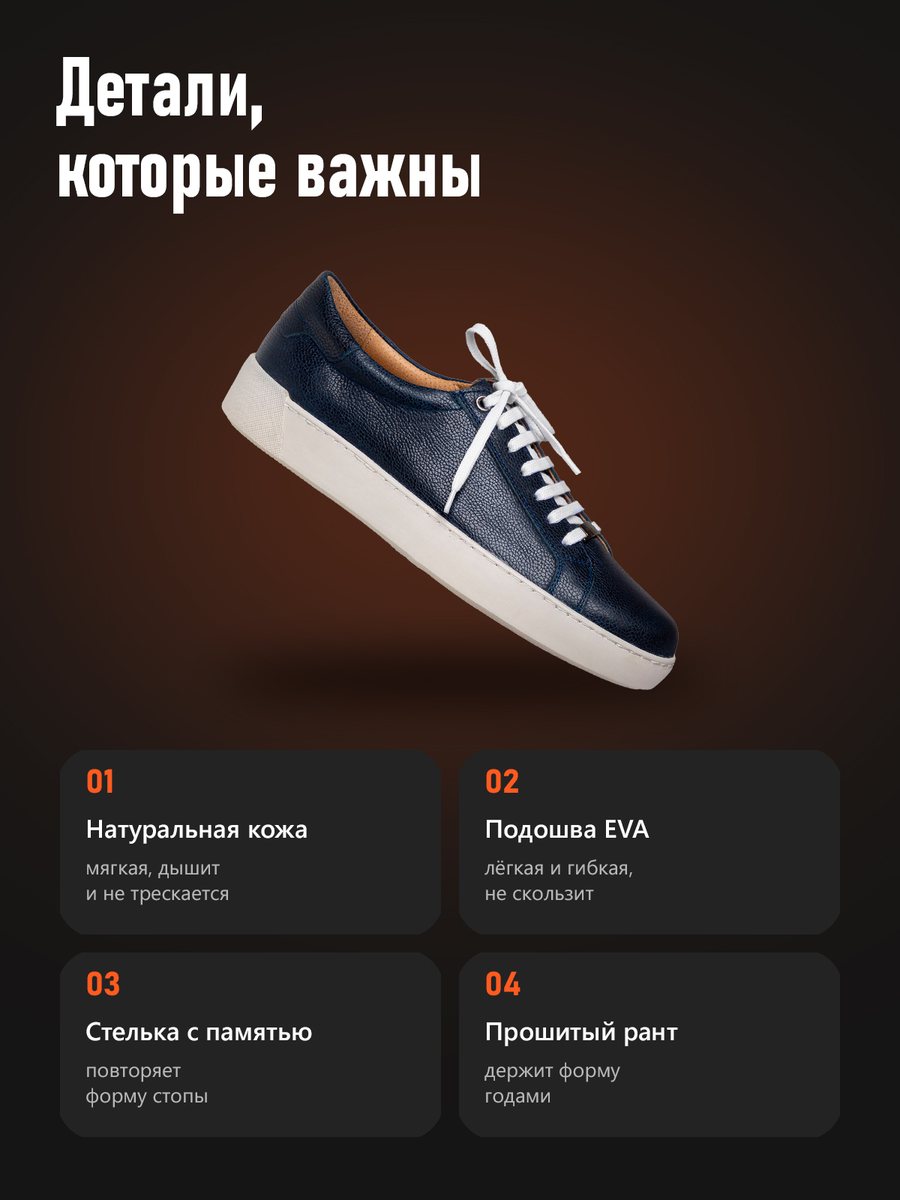 Детали,
которые важны
01
Натуральная кожа
мягкая, дышит
и не трескается
02
Подошва EVA
лёгкая и гибкая,
не скользит
03
Стелька с памятью
повторяет
форму стопы
04
Прошитый рант
держит форму
годами